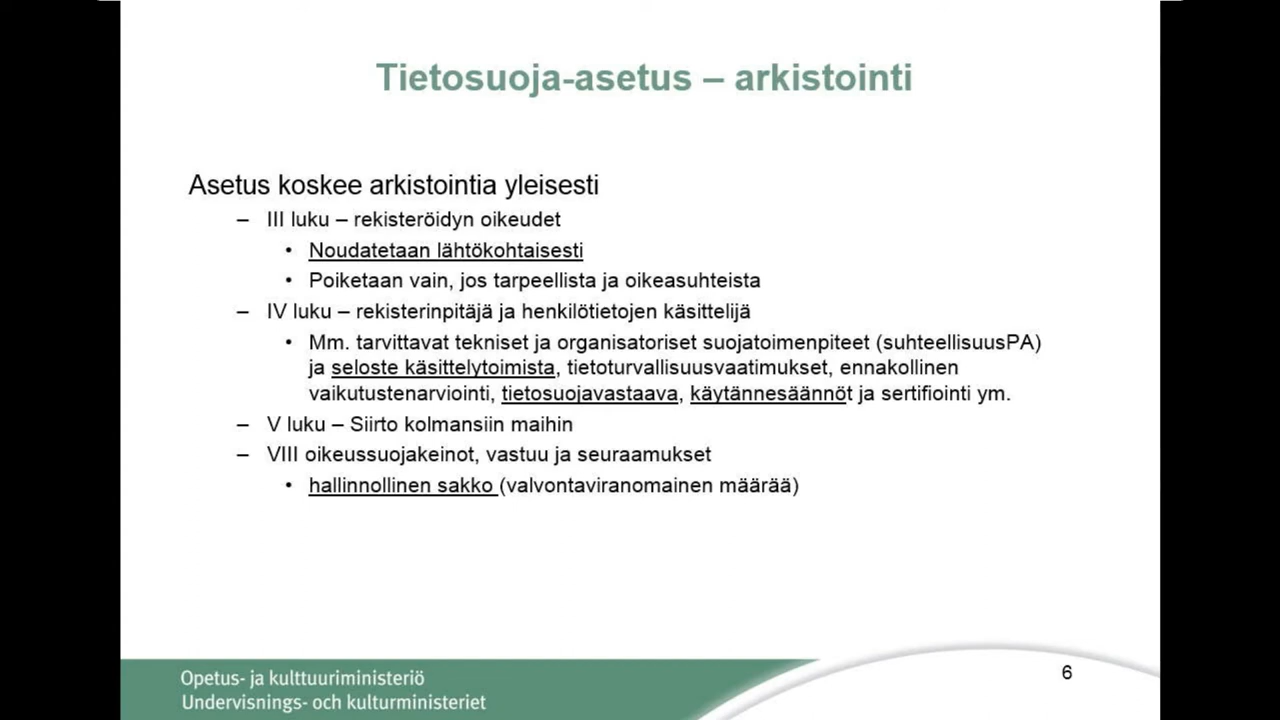 Tietosuoja-asetus – arkistointi
Asetus koskee arkistointia yleisesti
– III luku – rekisteröidyn oikeudet
• Noudatetaan lähtökohtaisesti
• Poiketaan vain, jos tarpeellista ja oikeasuhteista
– IV luku – rekisterinpitäjä ja henkilötietojen käsittelijä
• Mm. tarvittavat tekniset ja organisatoriset suojatoimenpiteet (suhteellisuusPA)
ja seloste käsittelytoimista, tietoturvallisuusvaatimukset, ennakollinen
vaikutustenarviointi, tietosuojavastaava, käytännesäännöt ja sertifiointi ym.
– V luku – Siirto kolmansiin maihin
– VIII oikeussuojakeinot, vastuu ja seuraamukset
• hallinnollinen sakko (valvontaviranomainen määrää)
Opetus- ja kulttuuriministeriö
Undervisnings- och kulturministeriet
6